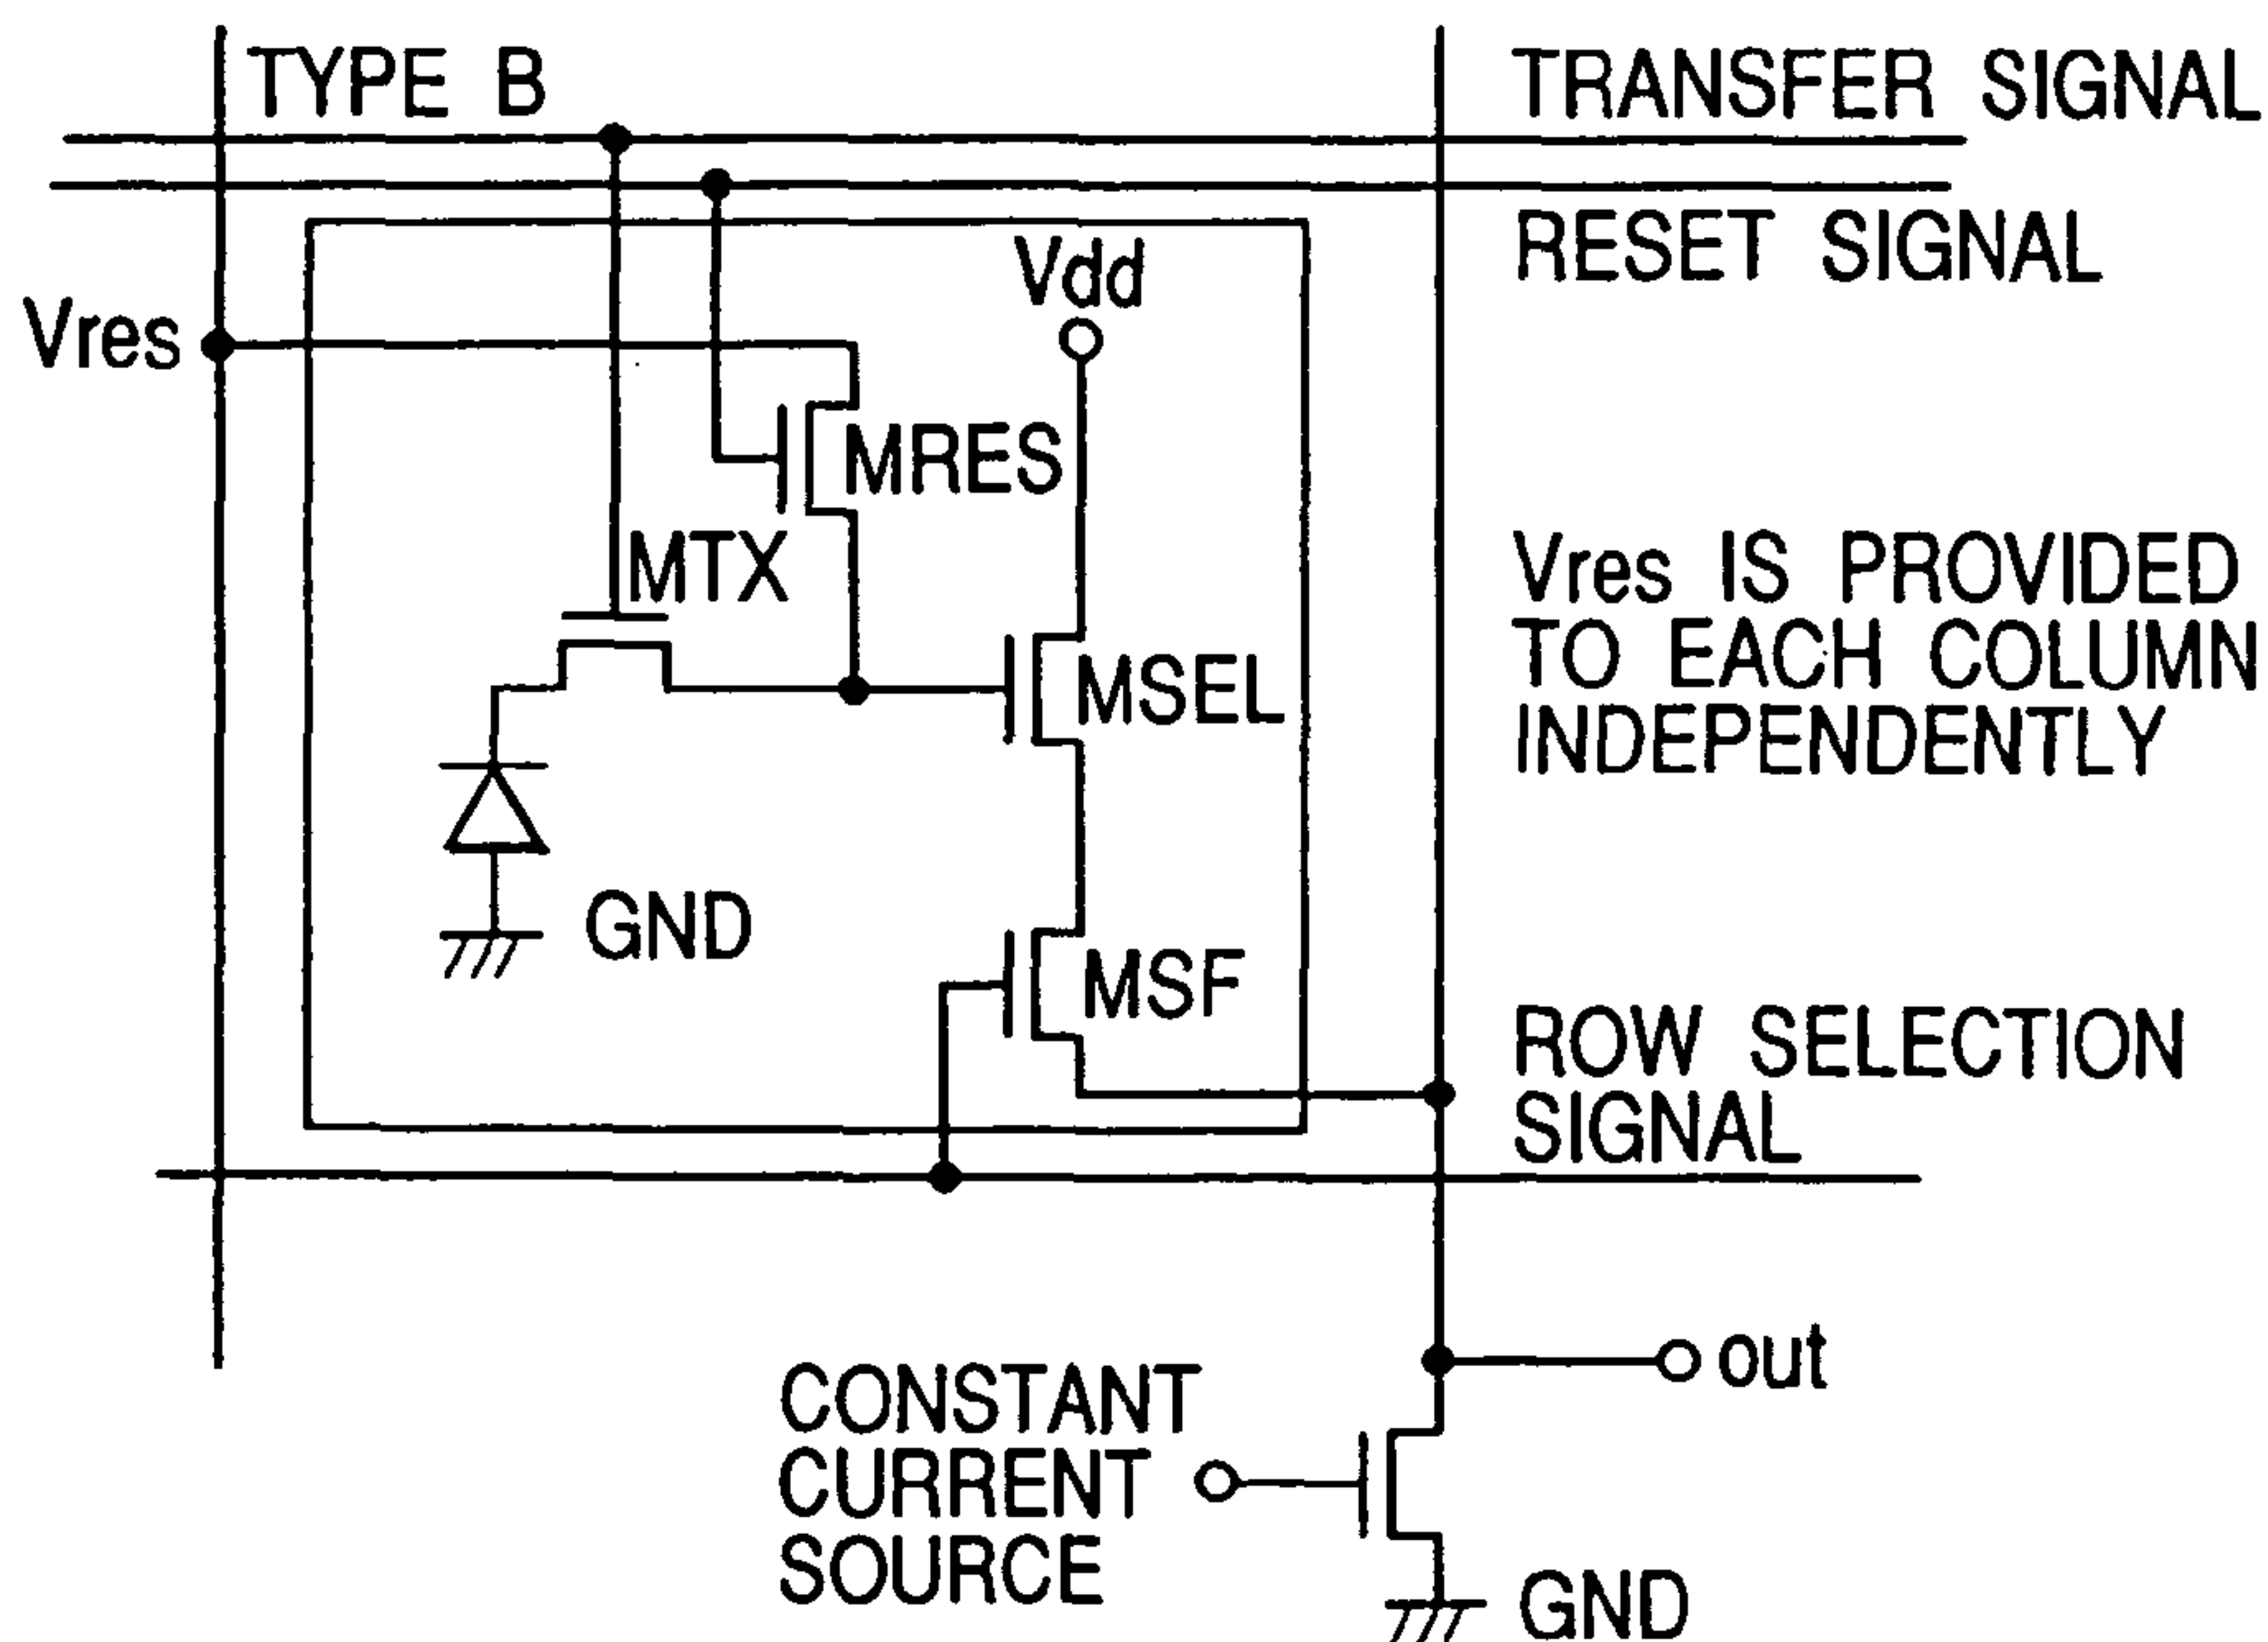 TYPE B
TRANSFER SIGNAL
RESET SIGNAL
Vdd
Vres
MRES
MTX
Vres IS PROVIDED
TO EACH COLUMN
INDEPENDENTLY
MSEL
GND
MSF
ROW SELECTION
SIGNAL
out
CONSTANT
CURRENT
SOURCE
GND